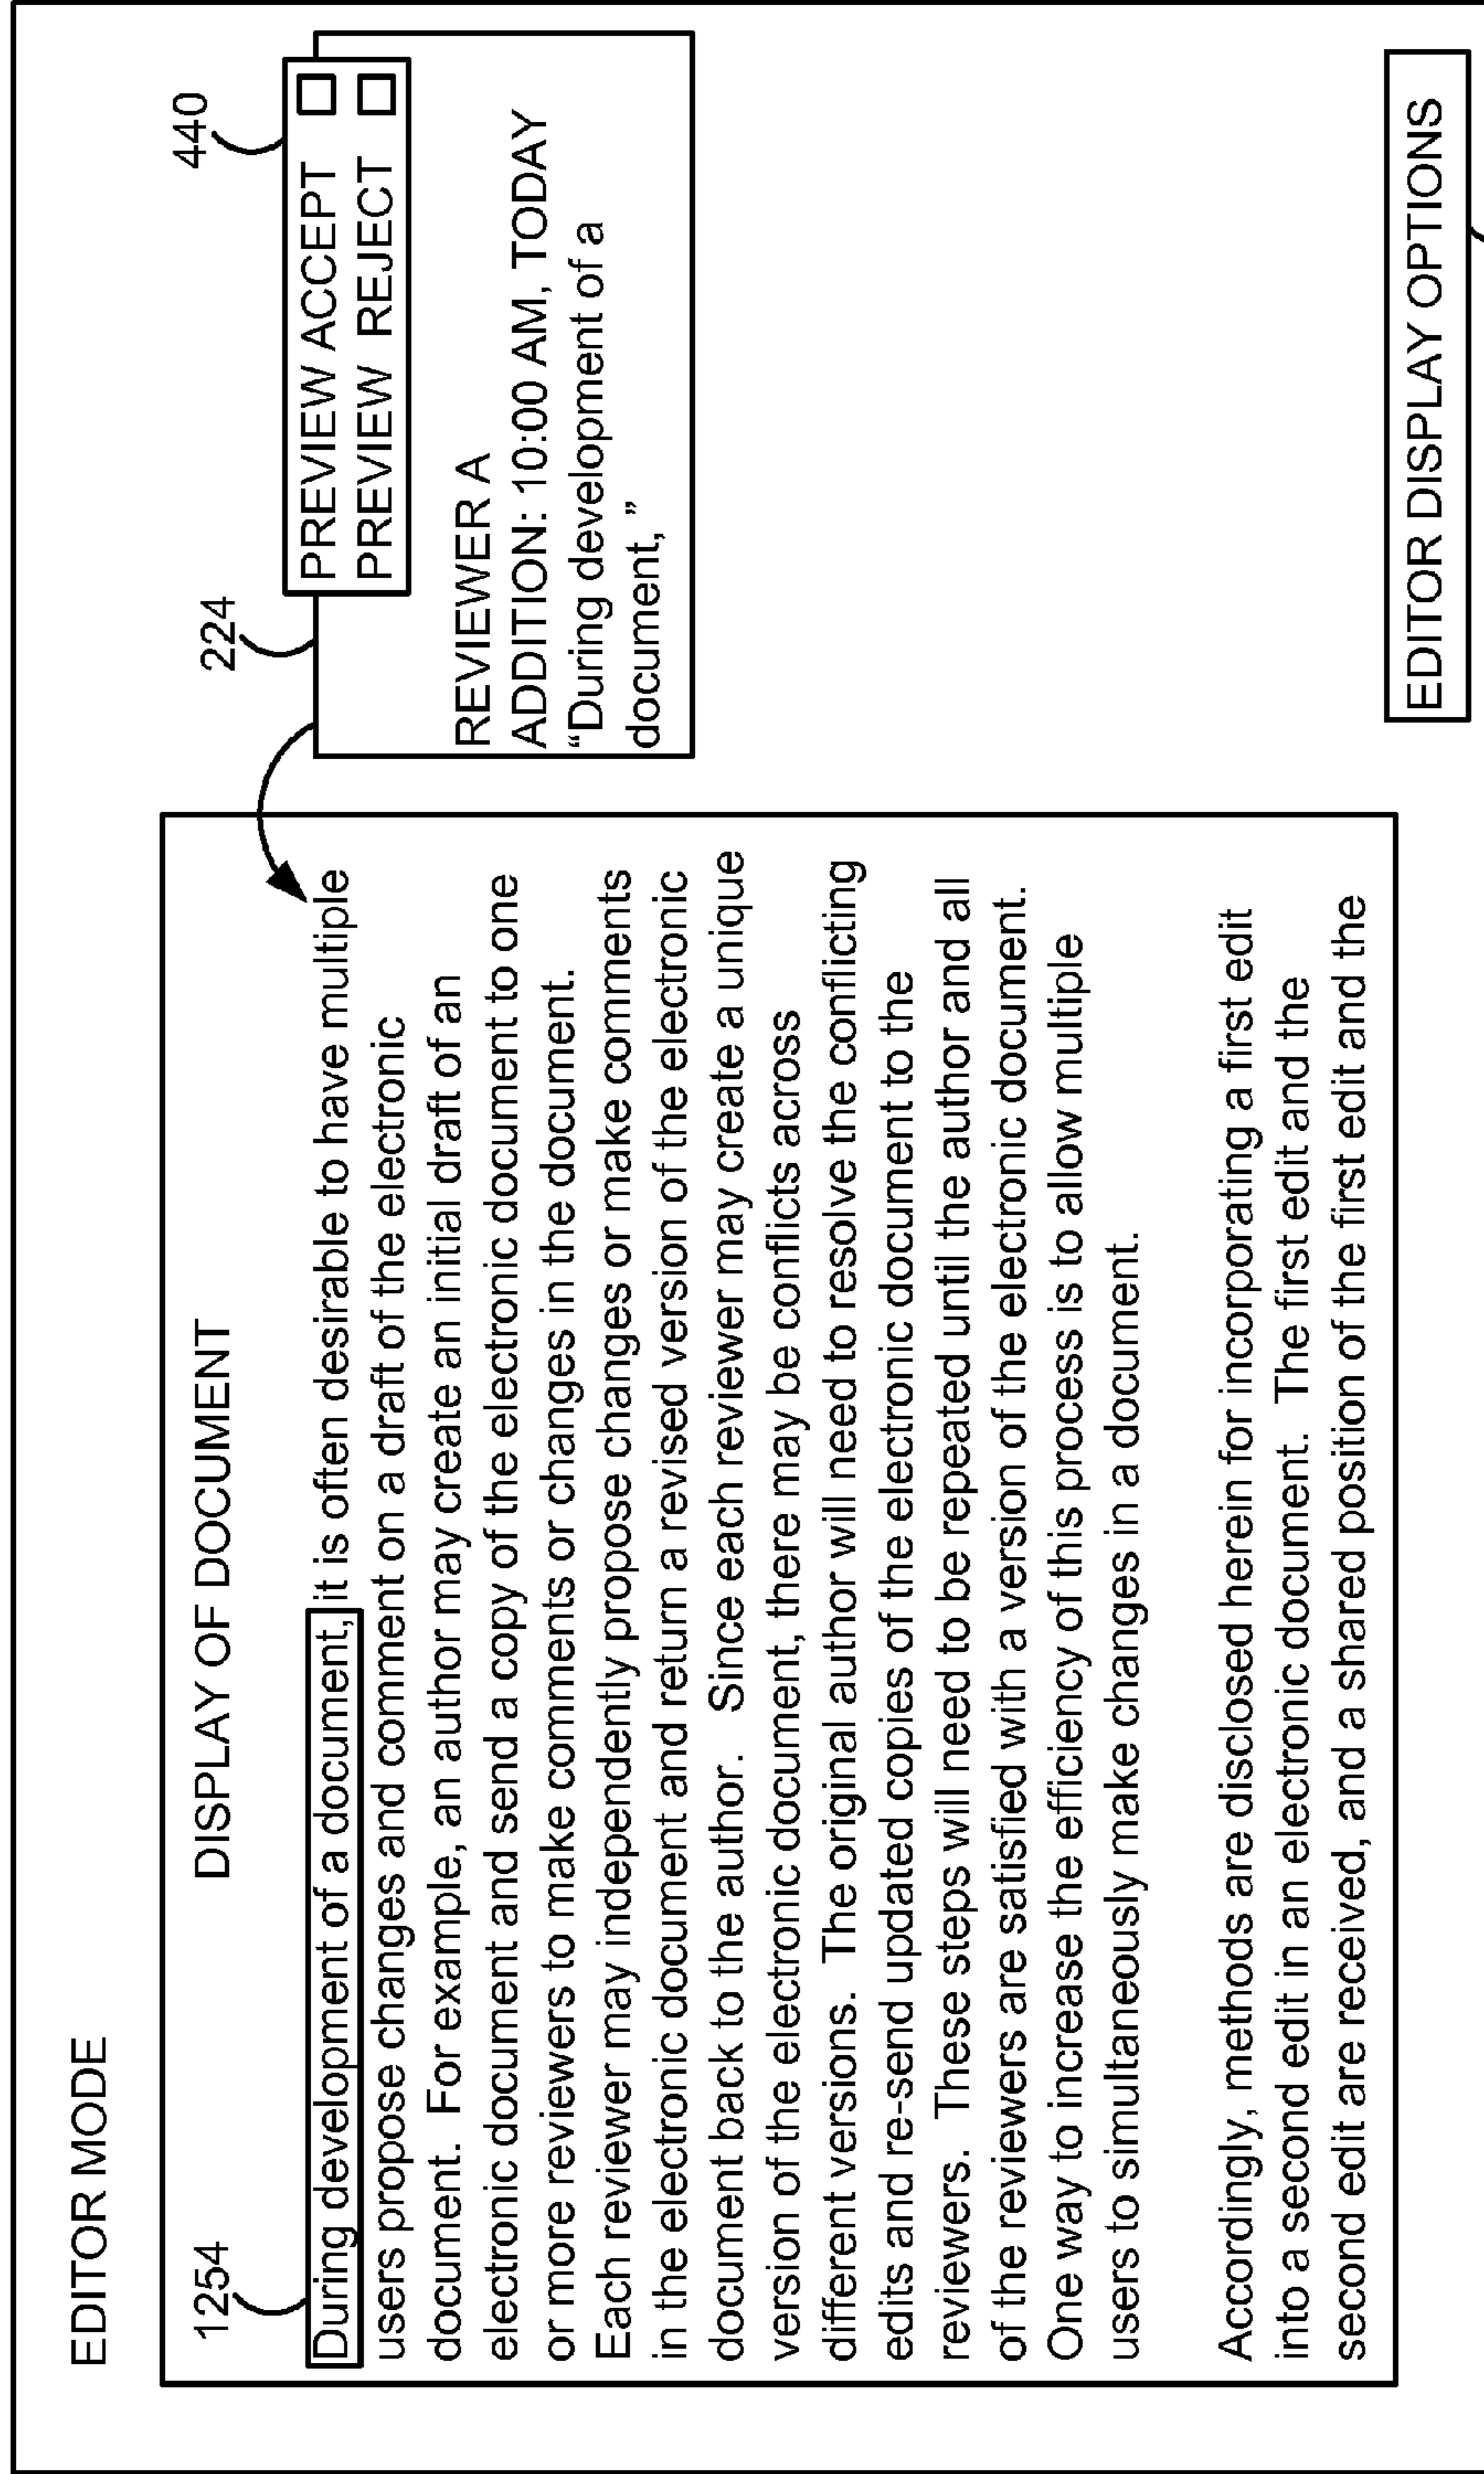 EDITOR MODE
1254
DISPLAY OF DOCUMENT
During development of a document, it is often desirable to have multiple
users propose changes and comment on a draft of the electronic
document. For example, an author may create an initial draft of an
electronic document and send a copy of the electronic document to one
or more reviewers to make comments or changes in the document.
Each reviewer may independently propose changes or make comments
in the electronic document and return a revised version of the electronic
document back to the author. Since each reviewer may create a unique
version of the electronic document, there may be conflicts across
different versions. The original author will need to resolve the conflicting
edits and re-send updated copies of the electronic document to the
reviewers. These steps will need to be repeated until the author and all
of the reviewers are satisfied with a version of the electronic document.
One way to increase the efficiency of this process is to allow multiple
users to simultaneously make changes in a document.
Accordingly, methods are disclosed herein for incorporating a first edit
into a second edit in an electronic document. The first edit and the
second edit are received, and a shared position of the first edit and the
224
440
PREVIEW ACCEPT
PREVIEW REJECT
REVIEWER A
ADDITION: 10:00 AM, TODAY
“During development of a
document,”
EDITOR DISPLAY OPTIONS